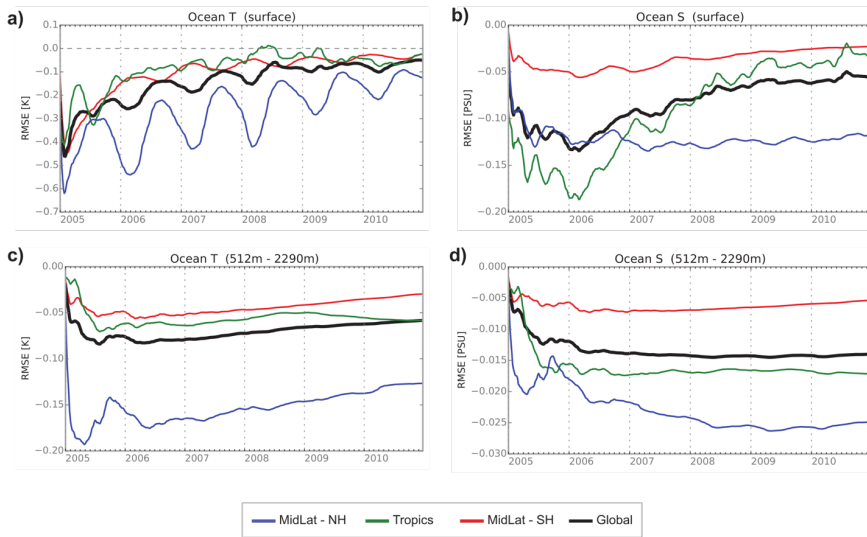 a)
Ocean T (surface)
RMSE [K]
0.1
0.0
−0.1
−0.2
−0.3
−0.4
−0.5
−0.6
−0.7
2005 2006 2007 2008 2009 2010
b)
Ocean S (surface)
RMSE [PSU]
0.00
−0.05
−0.10
−0.15
−0.20
2005 2006 2007 2008 2009 2010
c)
Ocean T (512m - 2290m)
RMSE [K]
0.00
−0.05
−0.10
−0.15
−0.20
2005 2006 2007 2008 2009 2010
d)
Ocean S (512m - 2290m)
RMSE [PSU]
0.000
−0.005
−0.010
−0.015
−0.020
−0.025
−0.030
2005 2006 2007 2008 2009 2010
MidLat - NH Tropics MidLat - SH Global